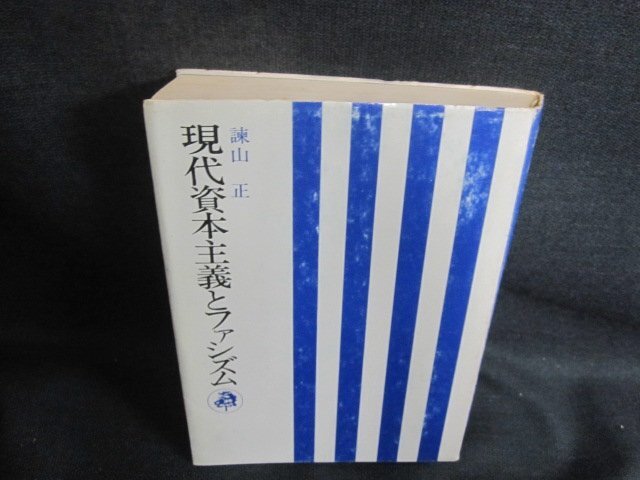 現代資本主義とファシズム
諫山 正